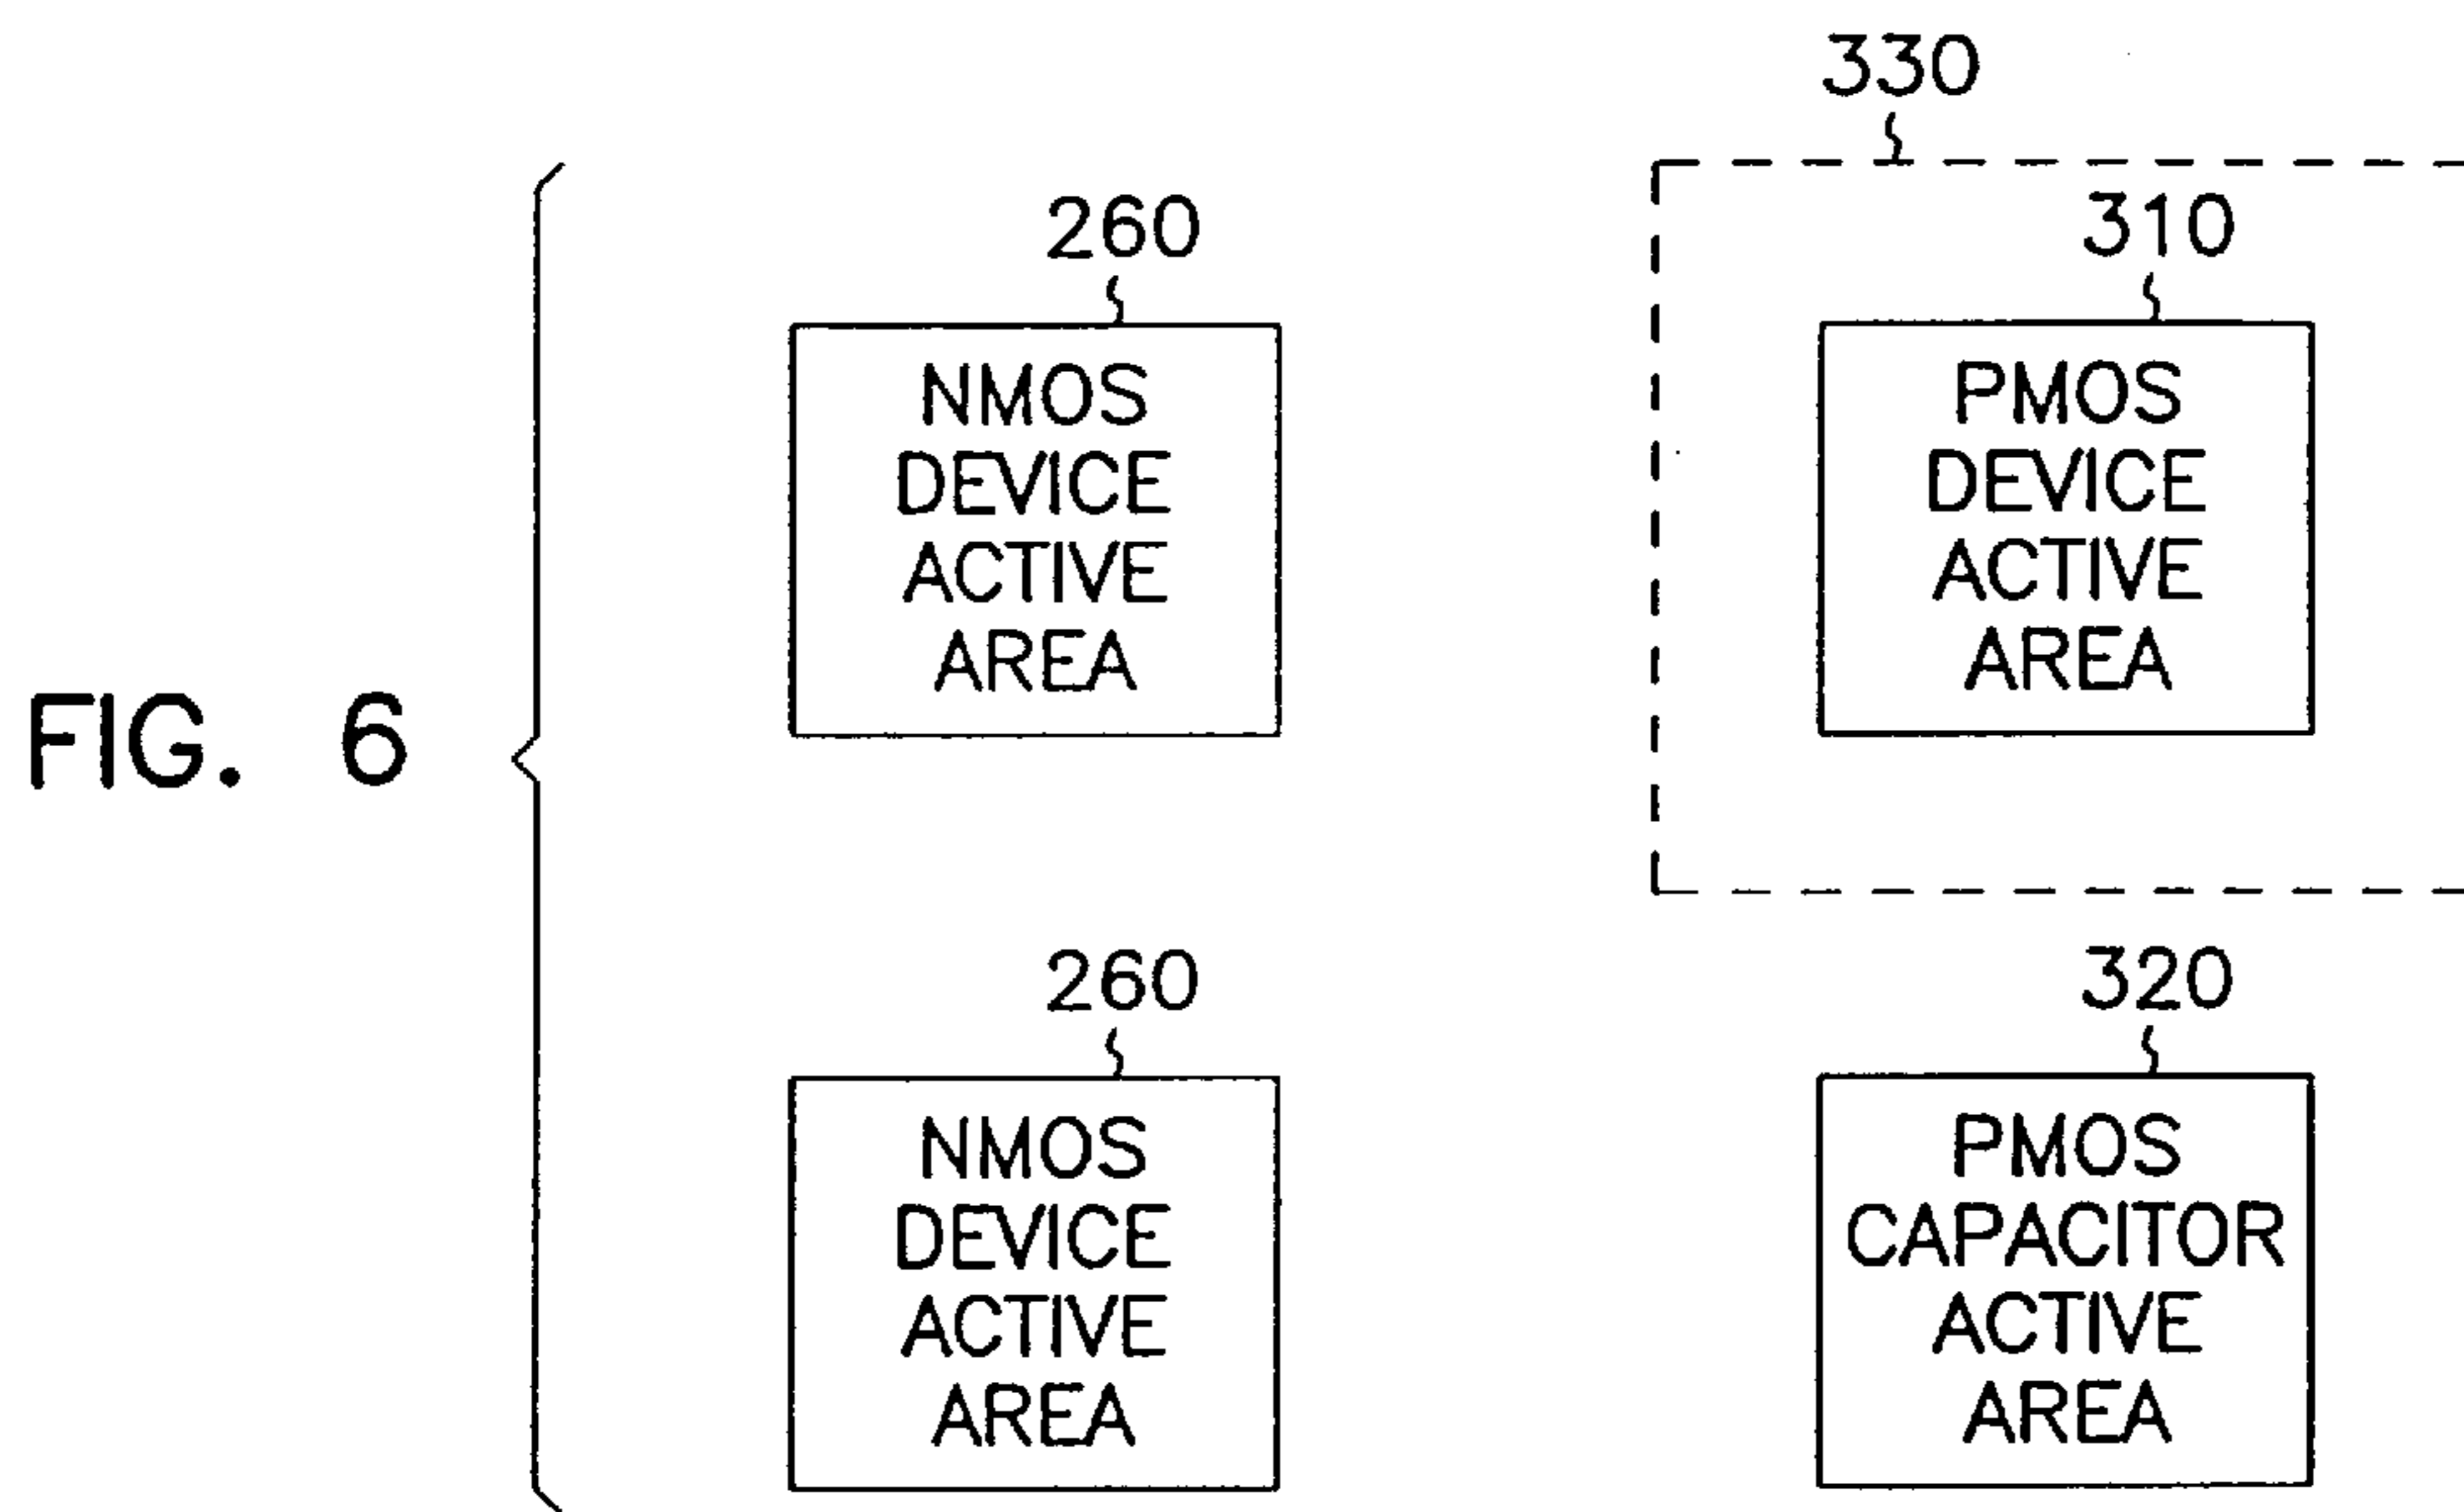 330
260
310
NMOS
DEVICE
ACTIVE
AREA
PMOS
DEVICE
ACTIVE
AREA
FIG. 6
260
320
NMOS
DEVICE
ACTIVE
AREA
PMOS
CAPACITOR
ACTIVE
AREA